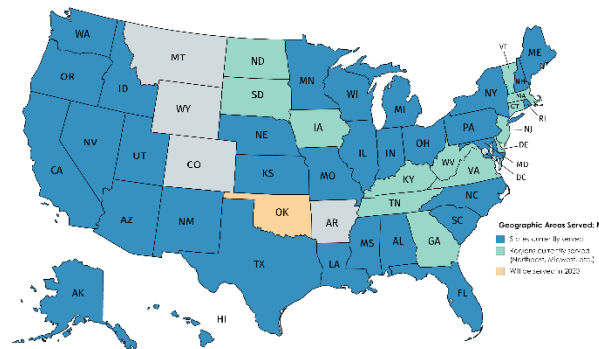 WA
MT
ND
MN
ME
VT
OR
ID
SD
WI
MI
NY
NH
MA
CT
RI
WY
IA
NE
PA
NJ
NV
UT
CO
IL
IN
OH
DE
CA
KS
MO
KY
WV
VA
MD
DC
AZ
NM
OK
AR
TN
NC
SC
TX
LA
MS
AL
GA
FL
AK
HI
Geographic Areas Served:
States currently served
Regions currently served
(Northeast, Midwest, etc.)
Will be served in 2020